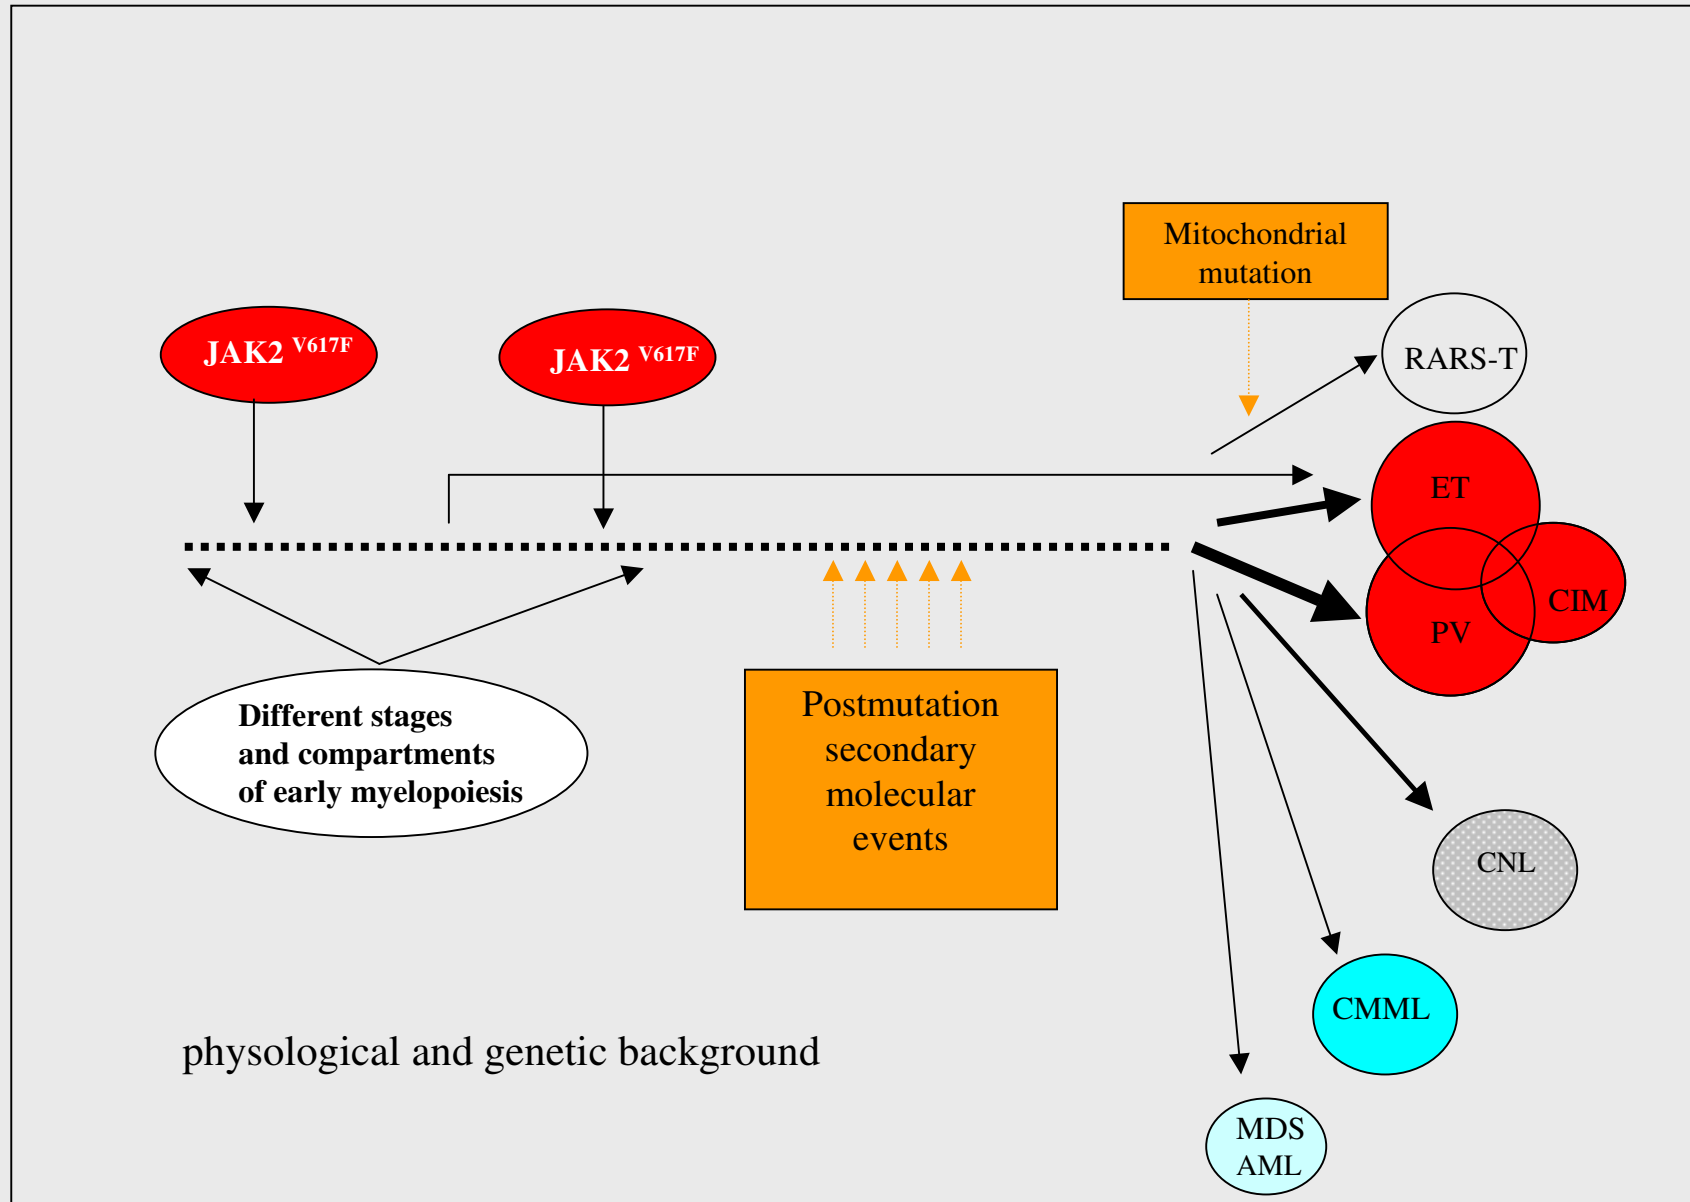 Mitochondrial
mutation
JAK2 V617F
JAK2 V617F
RARS-T
ET
CIM
PV
Different stages
and compartments
of early myelopoiesis
Postmutation
secondary
molecular
events
CNL
CMML
physological and genetic background
MDS
AML